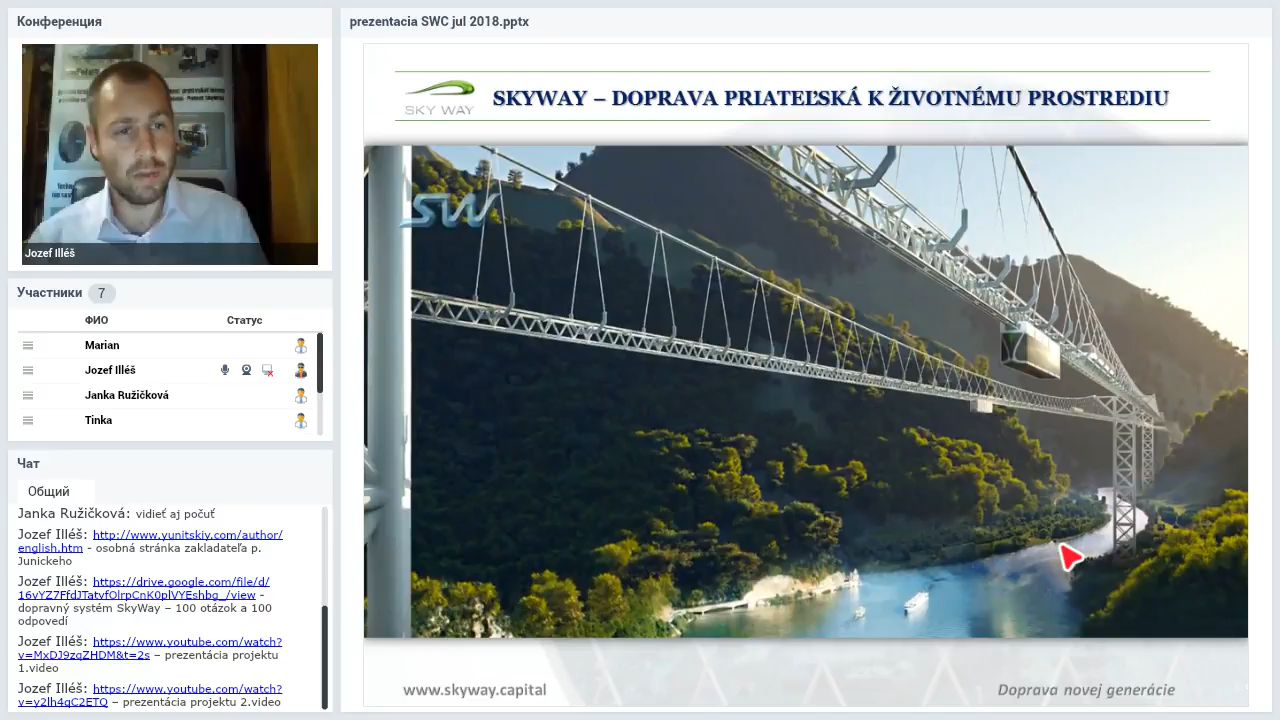 Конференция
Jozef Illéš
Участники 7
ФИО Статус
Marian
Jozef Illéš
Janka Ružičková
Tinka
Чат
Общий
Janka Ružičková: vidieť aj počuť
Jozef Illéš: http://www.yunitskiy.com/author/
english.htm - osobná stránka zakladateľa p.
Junickeho
Jozef Illéš: https://drive.google.com/file/d/
16vYZ7FfdJTatvfOlrpCnK0plVYEshbg_/view -
dopravný systém SkyWay – 100 otázok a 100
odpovedí
Jozef Illéš: https://www.youtube.com/watch?
v=MxDJ9zqZHDM&t=2s – prezentácia projektu
1.video
Jozef Illéš: https://www.youtube.com/watch?
v=y2lh4qC2ETQ – prezentácia projektu 2.video
prezentacia SWC jul 2018.pptx
SKY WAY
SKYWAY – DOPRAVA PRIATEĽSKÁ K ŽIVOTNÉMU PROSTREDIU
SW
www.skyway.capital
Doprava novej generácie